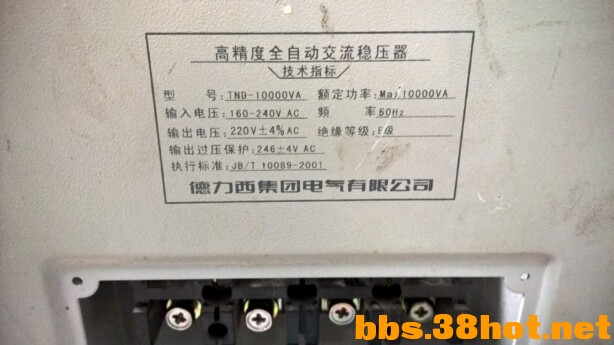 高精度全自动交流稳压器
技术指标
型 号:TND-10000VA 额定功率:Max10000VA
输入电压:160-240V AC 频 率:50Hz
输出电压:220V±4%AC 绝缘等级:E级
输出过压保护:246±4V AC
执行标准:JB/T 10089-2001
德力西集团电气有限公司
bbs.38hot.net